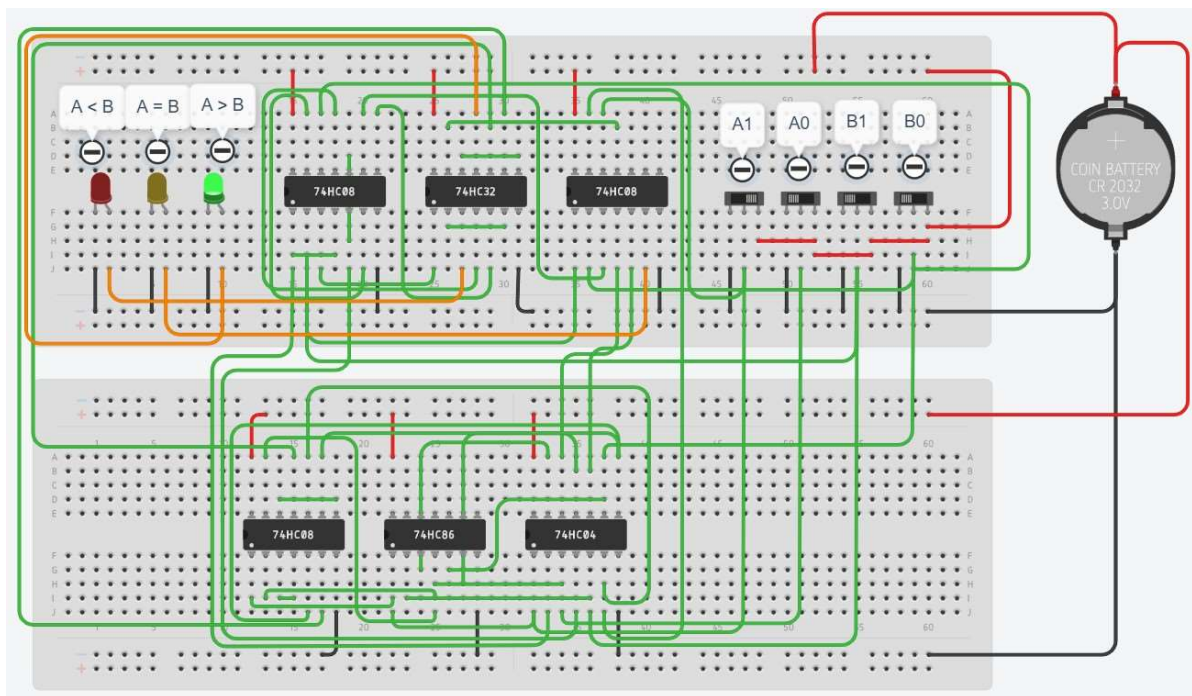 A < B
A = B
A > B
A1
A0
B1
B0
74HC08
74HC32
74HC08
COIN BATTERY
CR 2032
3.0V
74HC08
74HC86
74HC04